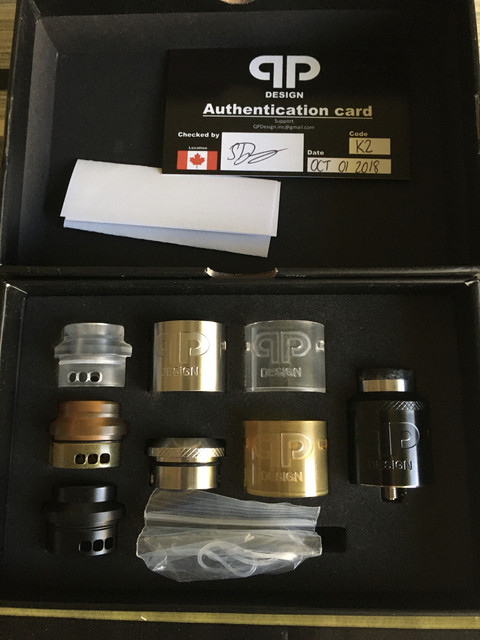 QP
DESIGN
Authentication card
Support
QPDesign.inc@gmail.com
Checked by
Code
K2
Location
Date
OCT 01 2018
QP
DESIGN
QP
DESIGN
QP
DESIGN
QP
DESIGN